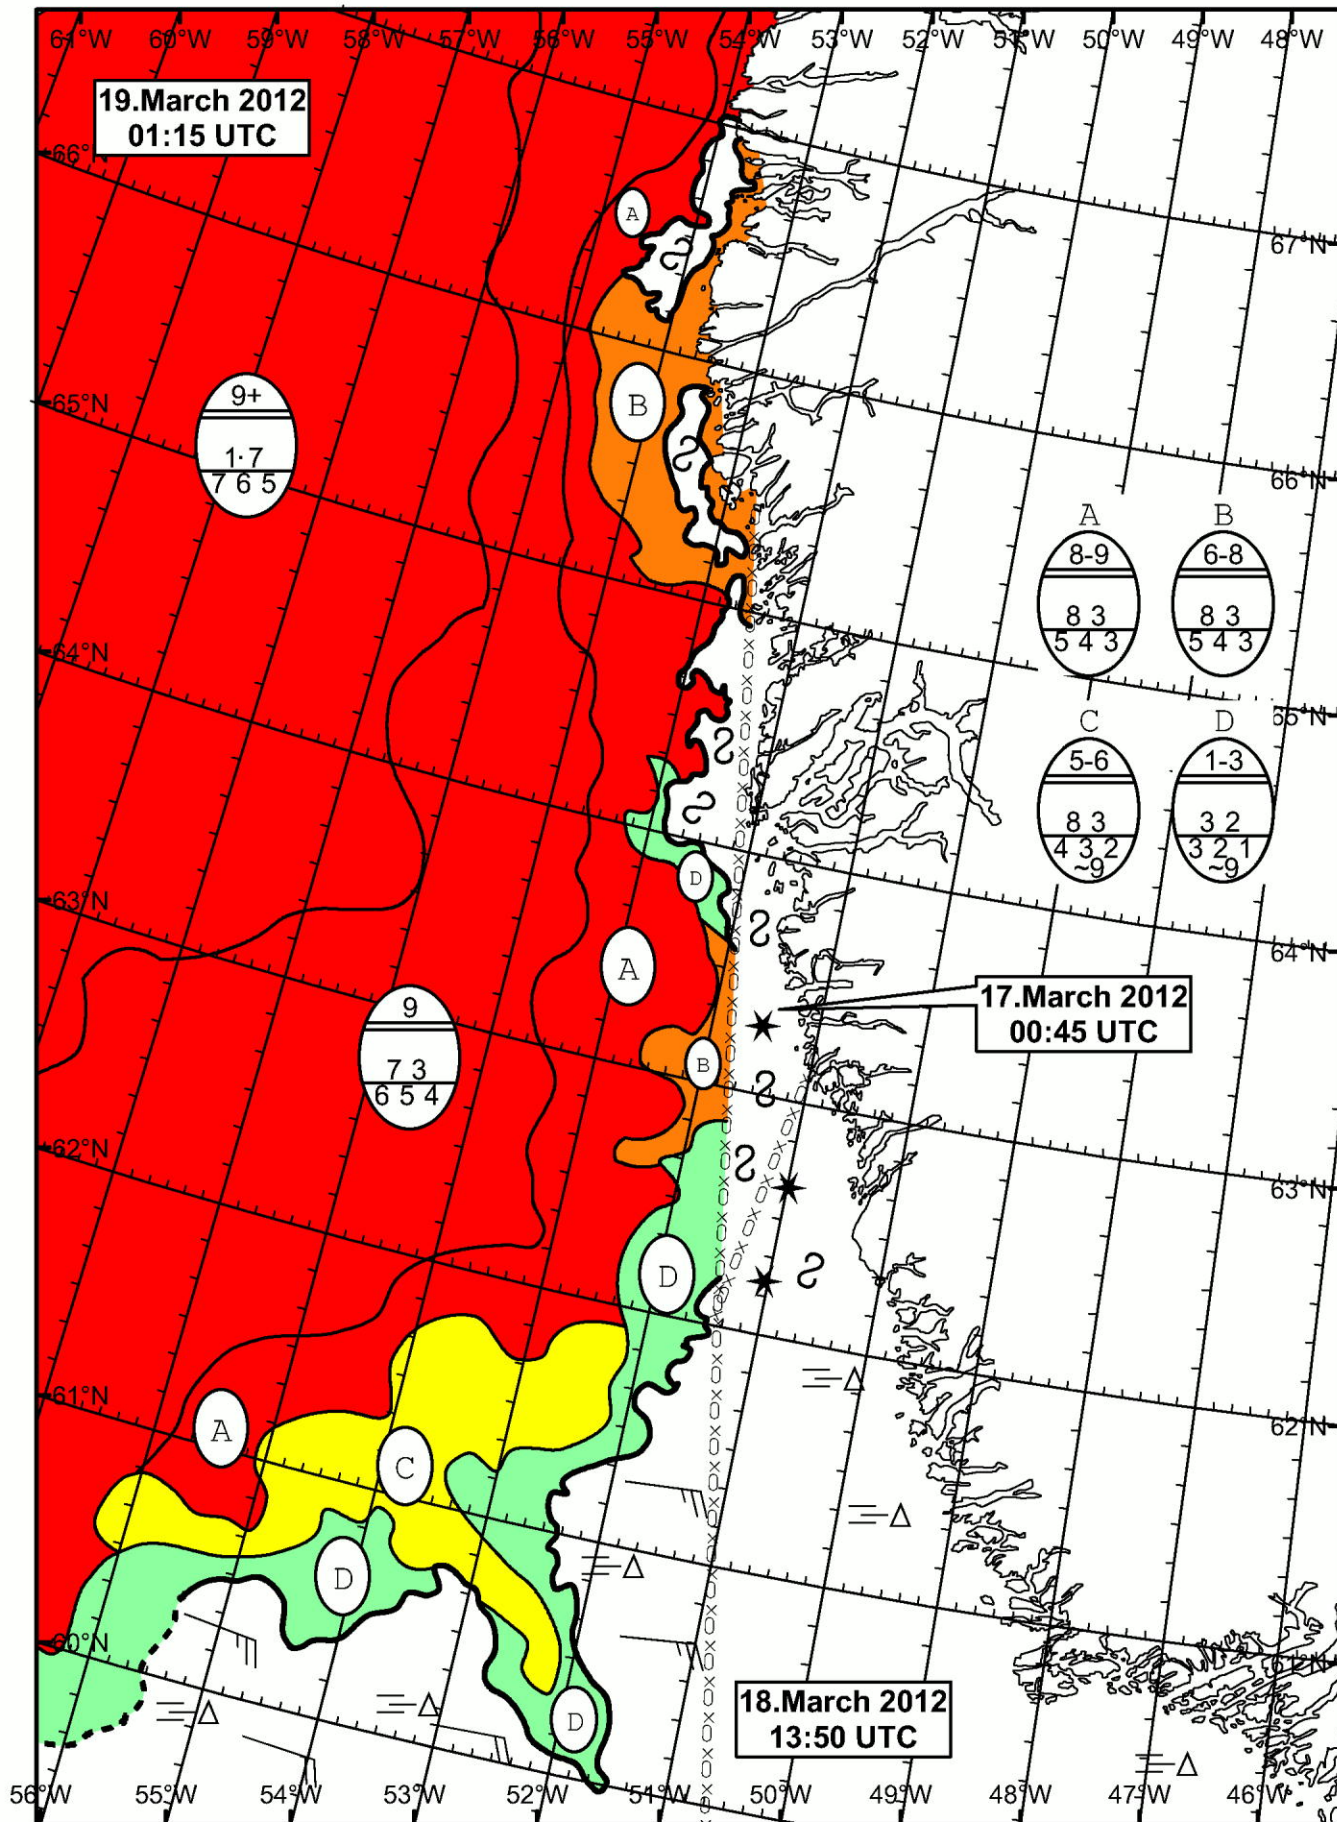 61°W 60°W 59°W 58°W 57°W 56°W 55°W 54°W 53°W 52°W 51°W 50°W 49°W 48°W
19.March 2012
01:15 UTC
66°N
A
67°N
65°N
9+
1·7
7 6 5
B
66°N
A B
8-9 6-8
8 3 8 3
5 4 3 5 4 3
64°N
65°N
C D
5-6 1-3
8 3 3 2
4 3 2 3 2 1
~9 ~9
D
63°N
64°N
A
17.March 2012
00:45 UTC
9
7 3
6 5 4
B
62°N
63°N
D
61°N
A
62°N
C
D
60°N
61°N
18.March 2012
13:50 UTC
D
56°W 55°W 54°W 53°W 52°W 51°W 50°W 49°W 48°W 47°W 46°W